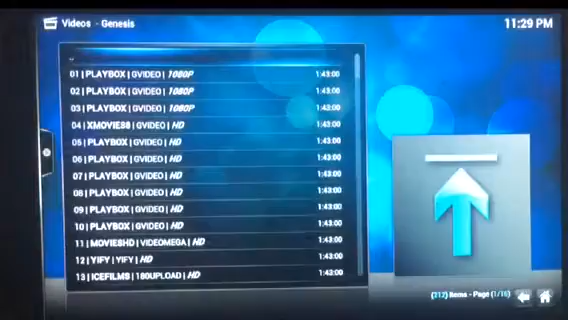 Videos - Genesis
11:29 PM
..
01 | PLAYBOX | GVIDEO | 1080P 1:43:00
02 | PLAYBOX | GVIDEO | 1080P 1:43:00
03 | PLAYBOX | GVIDEO | 1080P 1:43:00
04 | XMOVIE88 | GVIDEO | HD 1:43:00
05 | PLAYBOX | GVIDEO | HD 1:43:00
06 | PLAYBOX | GVIDEO | HD 1:43:00
07 | PLAYBOX | GVIDEO | HD 1:43:00
08 | PLAYBOX | GVIDEO | HD 1:43:00
09 | PLAYBOX | GVIDEO | HD 1:43:00
10 | PLAYBOX | GVIDEO | HD 1:43:00
11 | MOVIESHD | VIDEOMEGA | HD 1:43:00
12 | YIFY | YIFY | HD 1:43:00
13 | ICEFILMS | 180UPLOAD | HD 1:43:00
(312) Items - Page (1/16)